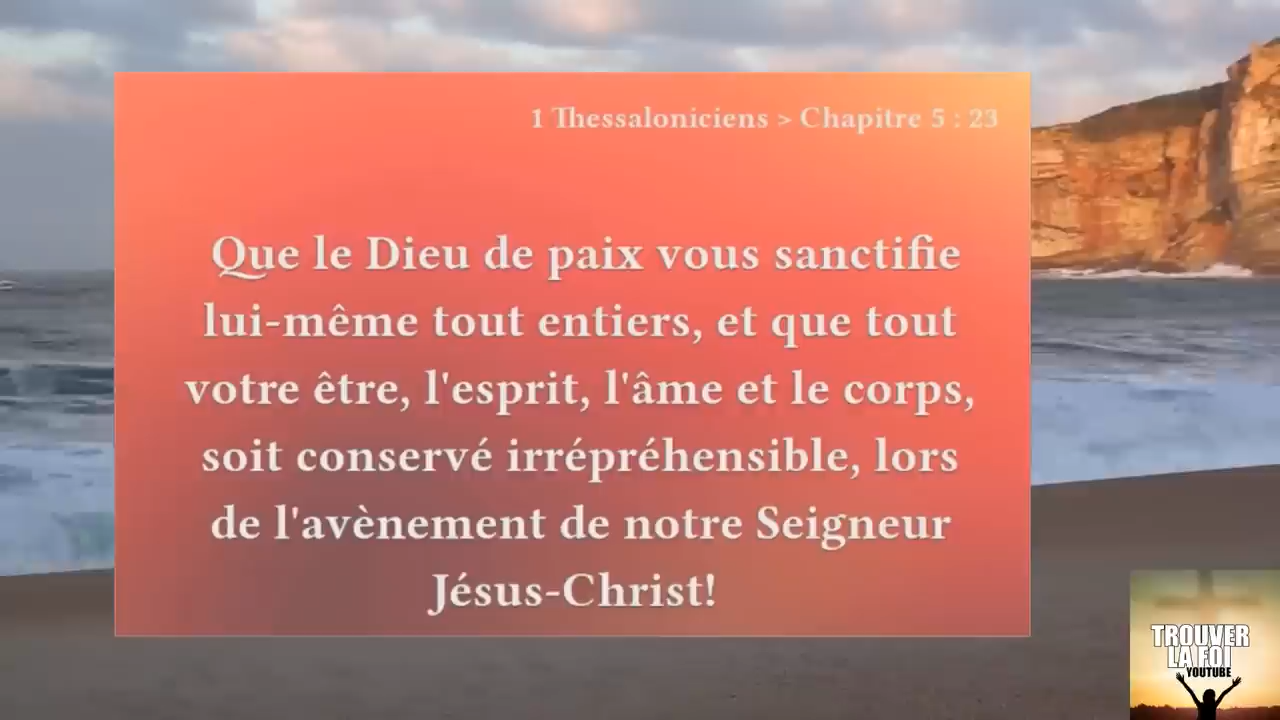 1 Thessaloniciens > Chapitre 5 : 23
Que le Dieu de paix vous sanctifie
lui-même tout entiers, et que tout
votre être, l'esprit, l'âme et le corps,
soit conservé irrépréhensible, lors
de l'avènement de notre Seigneur
Jésus-Christ!
TROUVER
LA FOI
YOUTUBE